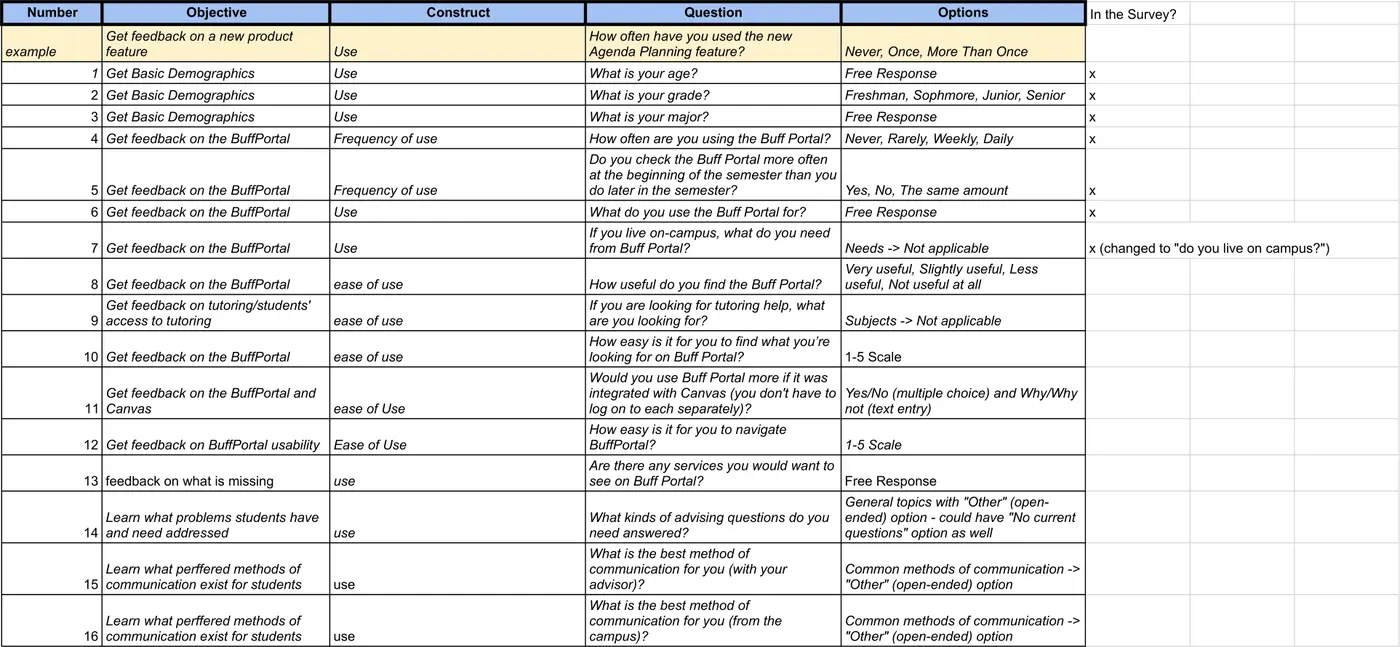 Number Objective Construct Question Options In the Survey?
example Get feedback on a new product feature Use How often have you used the new Agenda Planning feature? Never, Once, More Than Once
1 Get Basic Demographics Use What is your age? Free Response x
2 Get Basic Demographics Use What is your grade? Freshman, Sophmore, Junior, Senior x
3 Get Basic Demographics Use What is your major? Free Response x
4 Get feedback on the BuffPortal Frequency of use How often are you using the Buff Portal? Never, Rarely, Weekly, Daily x
5 Get feedback on the BuffPortal Frequency of use Do you check the Buff Portal more often at the beginning of the semester than you do later in the semester? Yes, No, The same amount x
6 Get feedback on the BuffPortal Use What do you use the Buff Portal for? Free Response x
7 Get feedback on the BuffPortal Use If you live on-campus, what do you need from Buff Portal? Needs -> Not applicable x (changed to "do you live on campus?")
8 Get feedback on the BuffPortal ease of use How useful do you find the Buff Portal? Very useful, Slightly useful, Less useful, Not useful at all
9 Get feedback on tutoring/students' access to tutoring ease of use If you are looking for tutoring help, what are you looking for? Subjects -> Not applicable
10 Get feedback on the BuffPortal ease of use How easy is it for you to find what you're looking for on Buff Portal? 1-5 Scale
11 Get feedback on the BuffPortal and Canvas ease of Use Would you use Buff Portal more if it was integrated with Canvas (you don't have to log on to each separately)? Yes/No (multiple choice) and Why/Why not (text entry)
12 Get feedback on BuffPortal usability Ease of Use How easy is it for you to navigate BuffPortal? 1-5 Scale
13 feedback on what is missing use Are there any services you would want to see on Buff Portal? Free Response
14 Learn what problems students have and need addressed use What kinds of advising questions do you need answered? General topics with "Other" (open-ended) option - could have "No current questions" option as well
15 Learn what perffered methods of communication exist for students use What is the best method of communication for you (with your advisor)? Common methods of communication -> "Other" (open-ended) option
16 Learn what perffered methods of communication exist for students use What is the best method of communication for you (from the campus)? Common methods of communication -> "Other" (open-ended) option